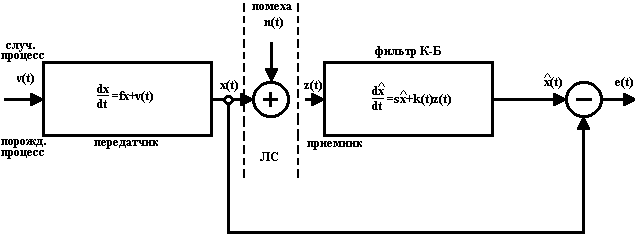 помеха
n(t)
случ.
процесс
фильтр К-Б
v(t)
dx
dt
=fx+v(t)
x(t)
+
z(t)
dx̂
dt
=sx̂+k(t)z(t)
x̂(t)
−
e(t)
порожд.
процесс
передатчик
приемник
ЛС